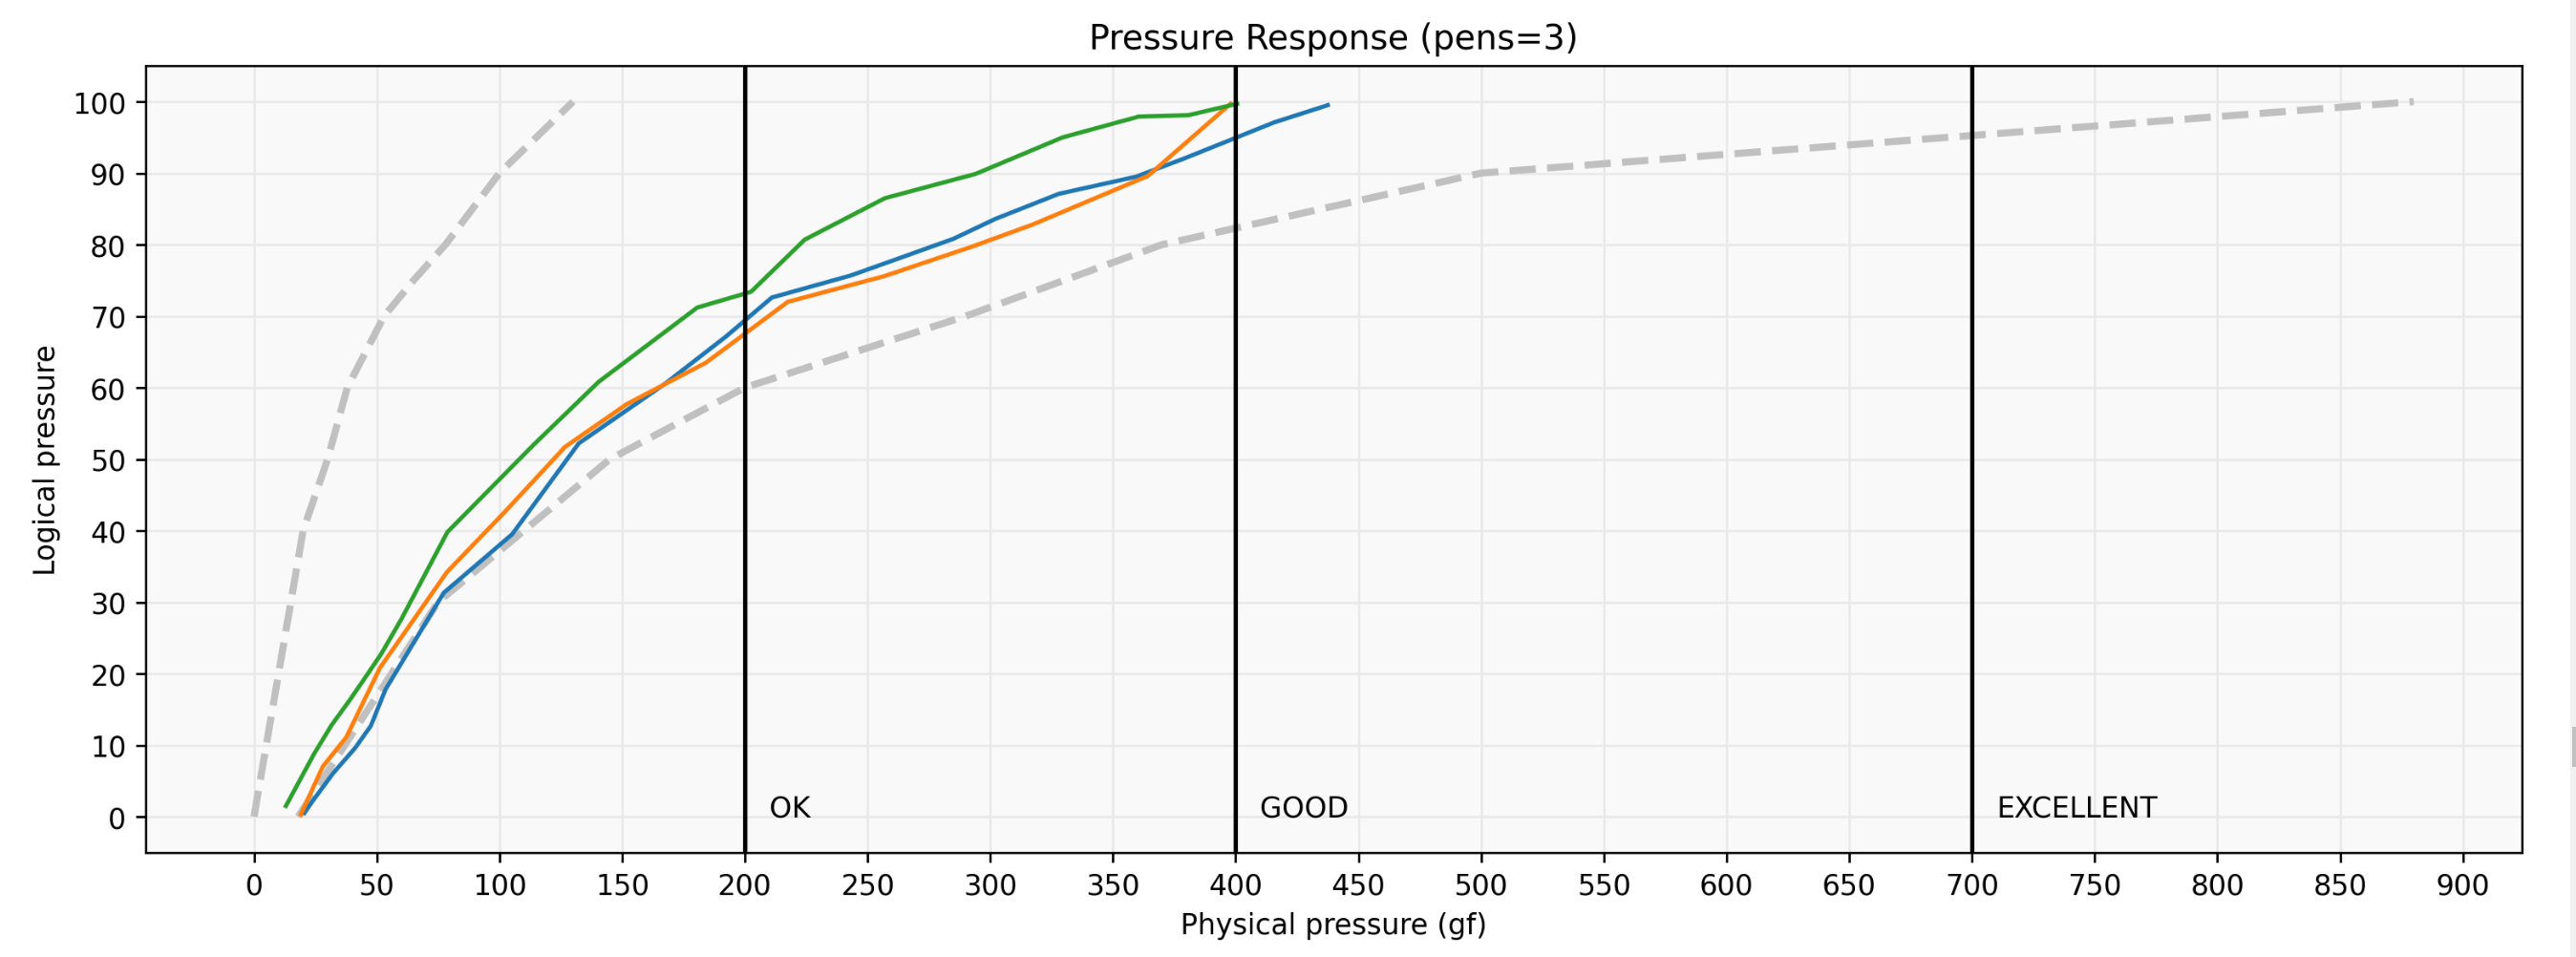 Pressure Response (pens=3)
Logical pressure
100
90
80
70
60
50
40
30
20
10
0
OK
GOOD
EXCELLENT
0 50 100 150 200 250 300 350 400 450 500 550 600 650 700 750 800 850 900
Physical pressure (gf)